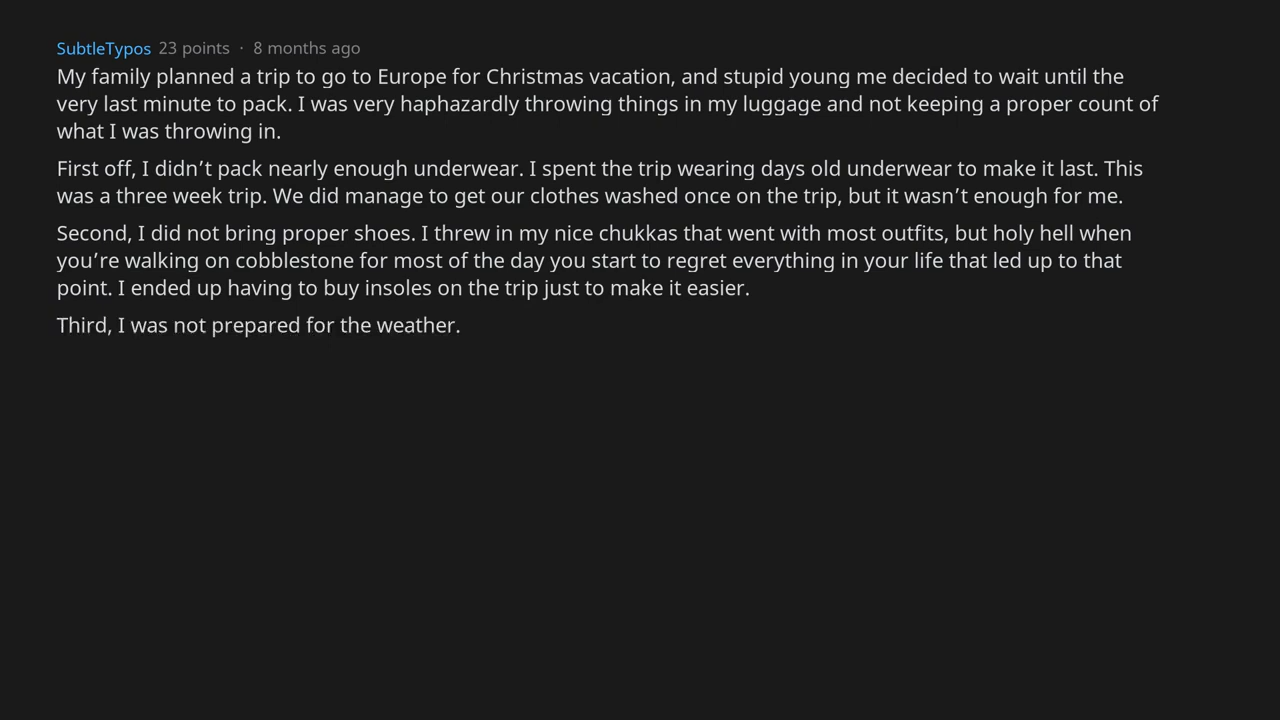 SubtleTypos 23 points · 8 months ago
My family planned a trip to go to Europe for Christmas vacation, and stupid young me decided to wait until the
very last minute to pack. I was very haphazardly throwing things in my luggage and not keeping a proper count of
what I was throwing in.
First off, I didn’t pack nearly enough underwear. I spent the trip wearing days old underwear to make it last. This
was a three week trip. We did manage to get our clothes washed once on the trip, but it wasn’t enough for me.
Second, I did not bring proper shoes. I threw in my nice chukkas that went with most outfits, but holy hell when
you’re walking on cobblestone for most of the day you start to regret everything in your life that led up to that
point. I ended up having to buy insoles on the trip just to make it easier.
Third, I was not prepared for the weather.